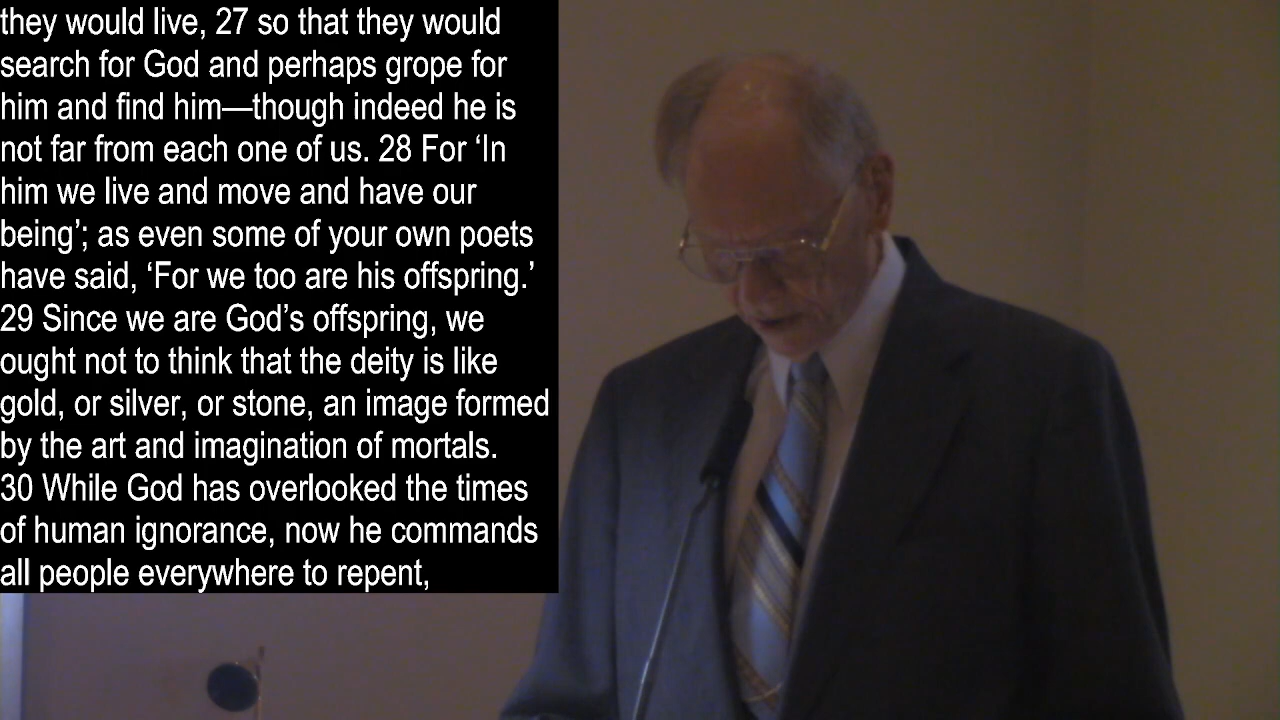 they would live, 27 so that they would
search for God and perhaps grope for
him and find him—though indeed he is
not far from each one of us. 28 For ‘In
him we live and move and have our
being’; as even some of your own poets
have said, ‘For we too are his offspring.’
29 Since we are God’s offspring, we
ought not to think that the deity is like
gold, or silver, or stone, an image formed
by the art and imagination of mortals.
30 While God has overlooked the times
of human ignorance, now he commands
all people everywhere to repent,